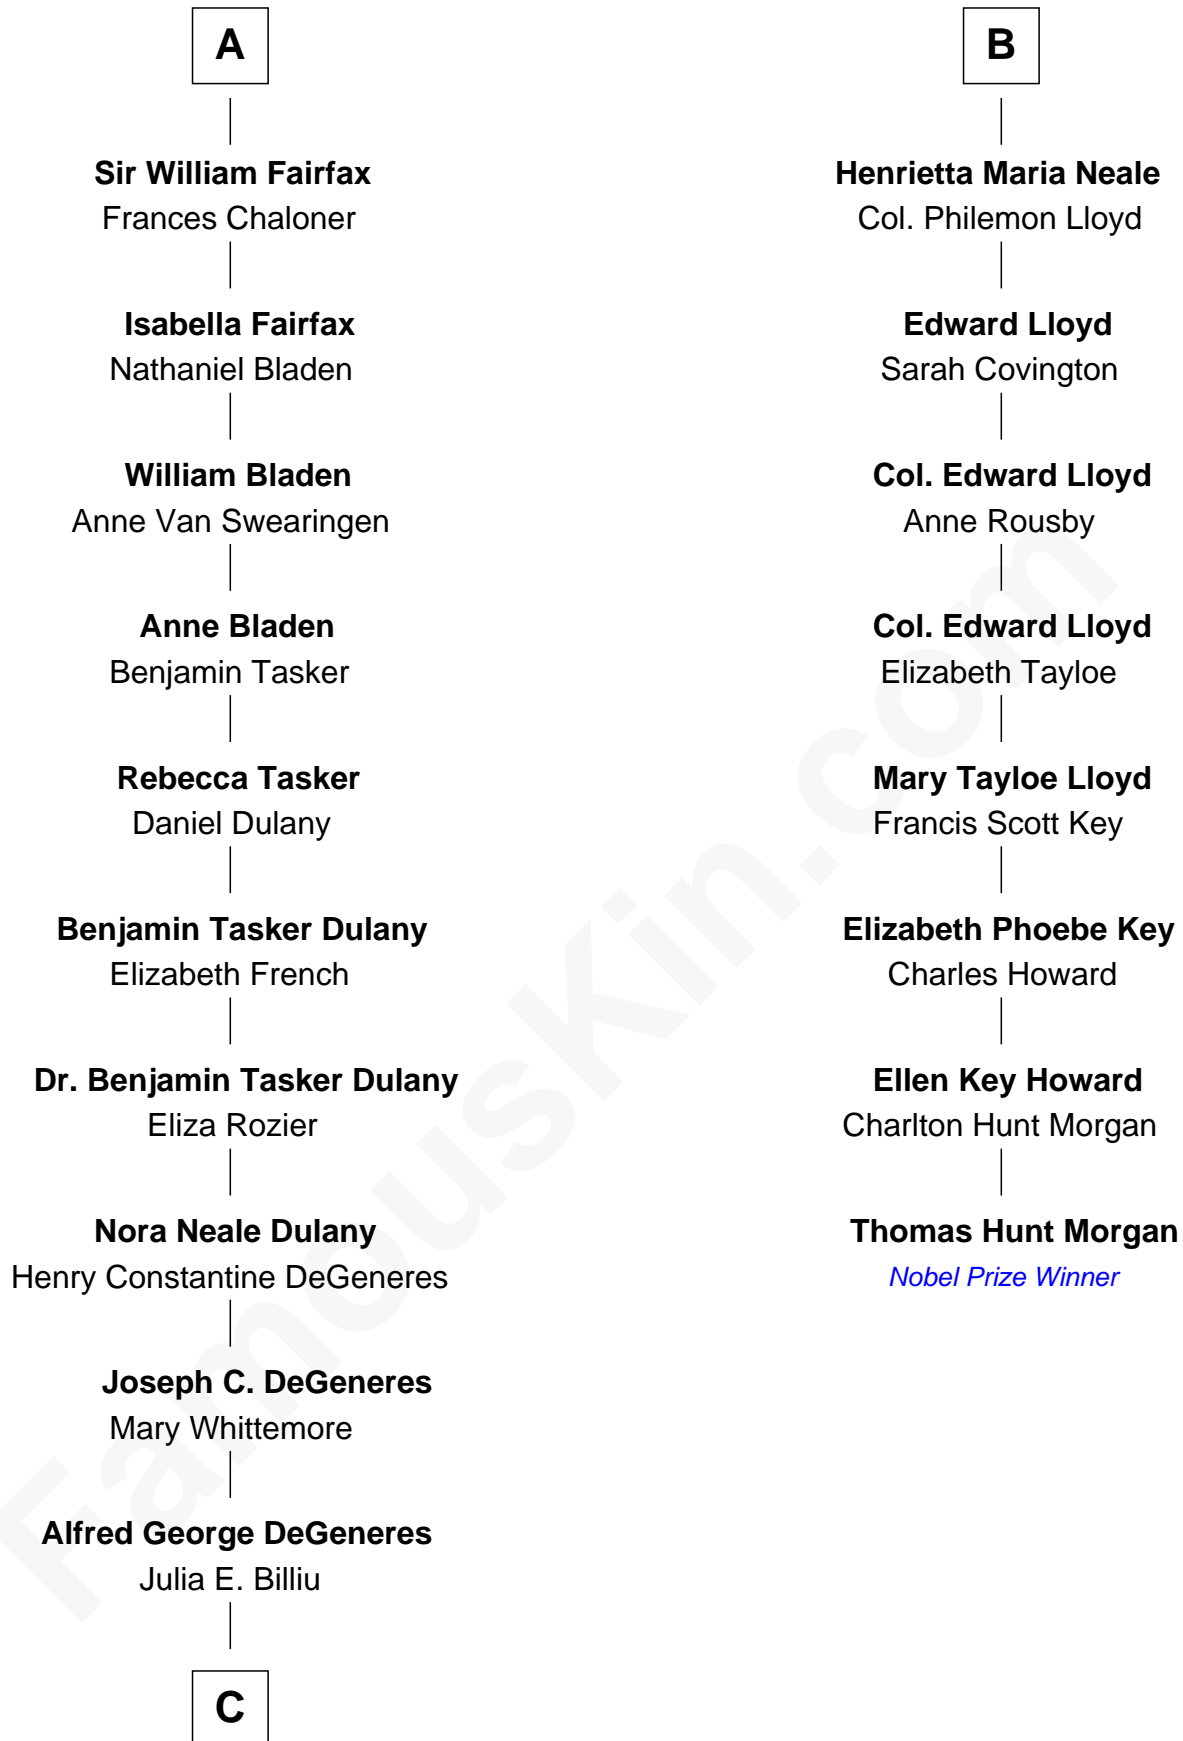 A
Sir William Fairfax
Frances Chaloner
Isabella Fairfax
Nathaniel Bladen
William Bladen
Anne Van Swearingen
Anne Bladen
Benjamin Tasker
Rebecca Tasker
Daniel Dulany
Benjamin Tasker Dulany
Elizabeth French
Dr. Benjamin Tasker Dulany
Eliza Rozier
Nora Neale Dulany
Henry Constantine DeGeneres
Joseph C. DeGeneres
Mary Whittemore
Alfred George DeGeneres
Julia E. Billiu
C
B
Henrietta Maria Neale
Col. Philemon Lloyd
Edward Lloyd
Sarah Covington
Col. Edward Lloyd
Anne Rousby
Col. Edward Lloyd
Elizabeth Tayloe
Mary Tayloe Lloyd
Francis Scott Key
Elizabeth Phoebe Key
Charles Howard
Ellen Key Howard
Charlton Hunt Morgan
Thomas Hunt Morgan
Nobel Prize Winner
FamousKin.com